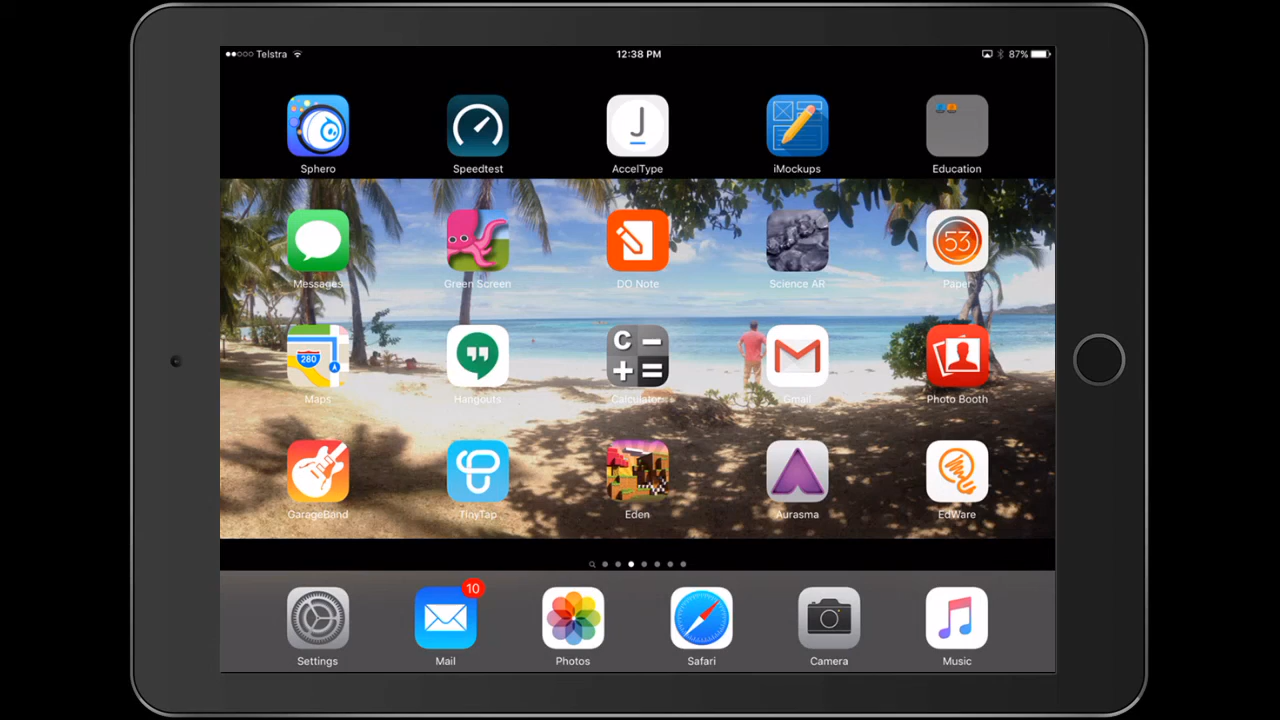 Telstra 12:38 PM 87%
Sphero Speedtest AccelType iMockups Education
Messages Green Screen DO Note Science AR Paper
Maps Hangouts Calculator Gmail Photo Booth
GarageBand TinyTap Eden Aurasma EdWare
10
Settings Mail Photos Safari Camera Music
J
53
280
C